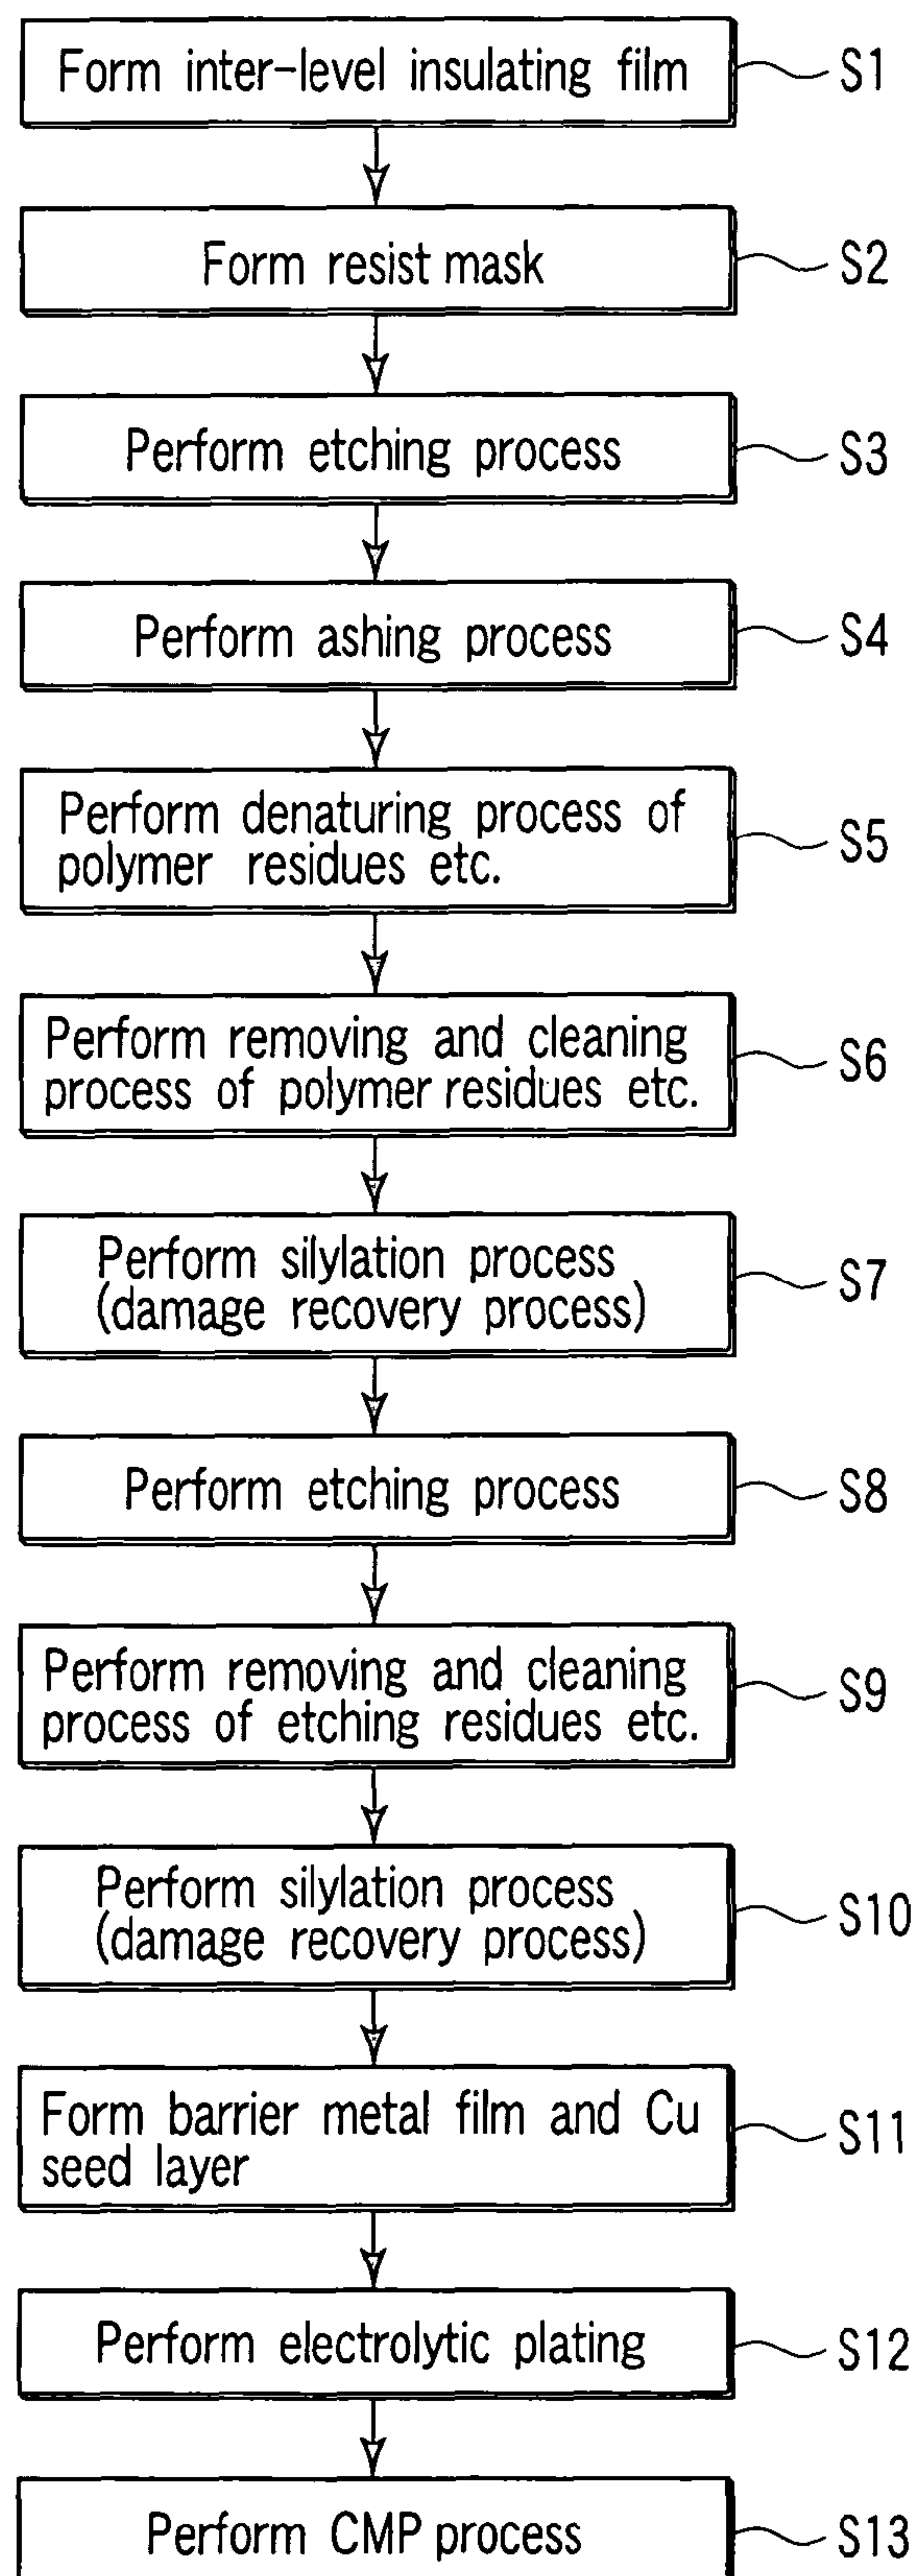 Form inter-level insulating film
S1
Form resist mask
S2
Perform etching process
S3
Perform ashing process
S4
Perform denaturing process of
polymer residues etc.
S5
Perform removing and cleaning
process of polymer residues etc.
S6
Perform silylation process
(damage recovery process)
S7
Perform etching process
S8
Perform removing and cleaning
process of etching residues etc.
S9
Perform silylation process
(damage recovery process)
S10
Form barrier metal film and Cu
seed layer
S11
Perform electrolytic plating
S12
Perform CMP process
S13